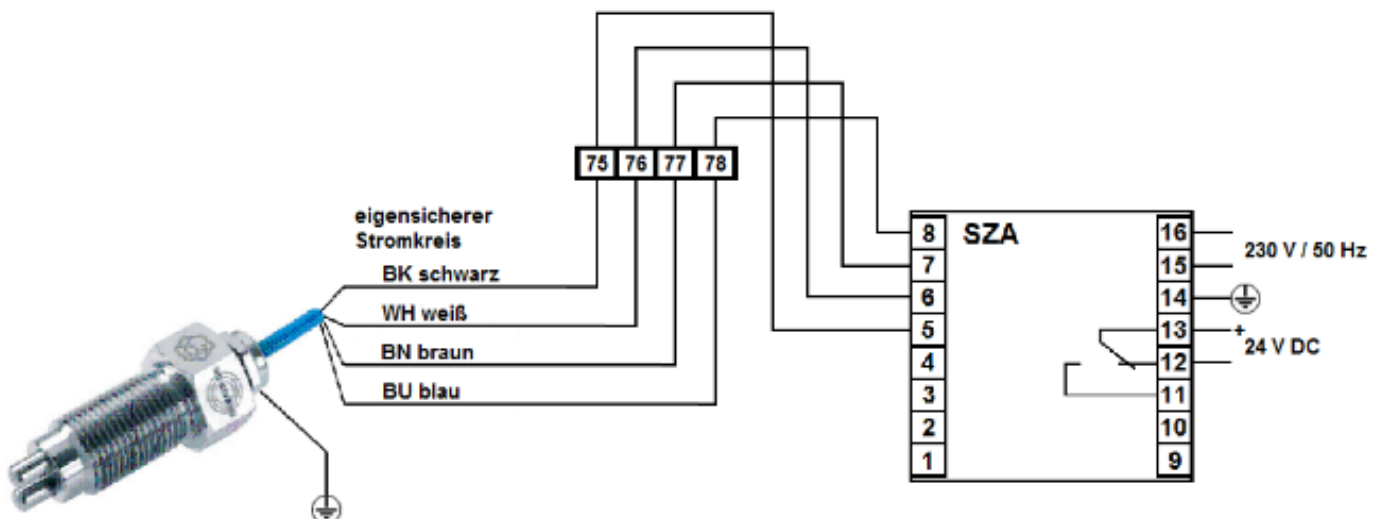 75 76 77 78
eigensicherer
Stromkreis
BK schwarz
WH weiß
BN braun
BU blau
SZA
8
7
6
5
4
3
2
1
16
15
14
13
12
11
10
9
230 V / 50 Hz
+
24 V DC